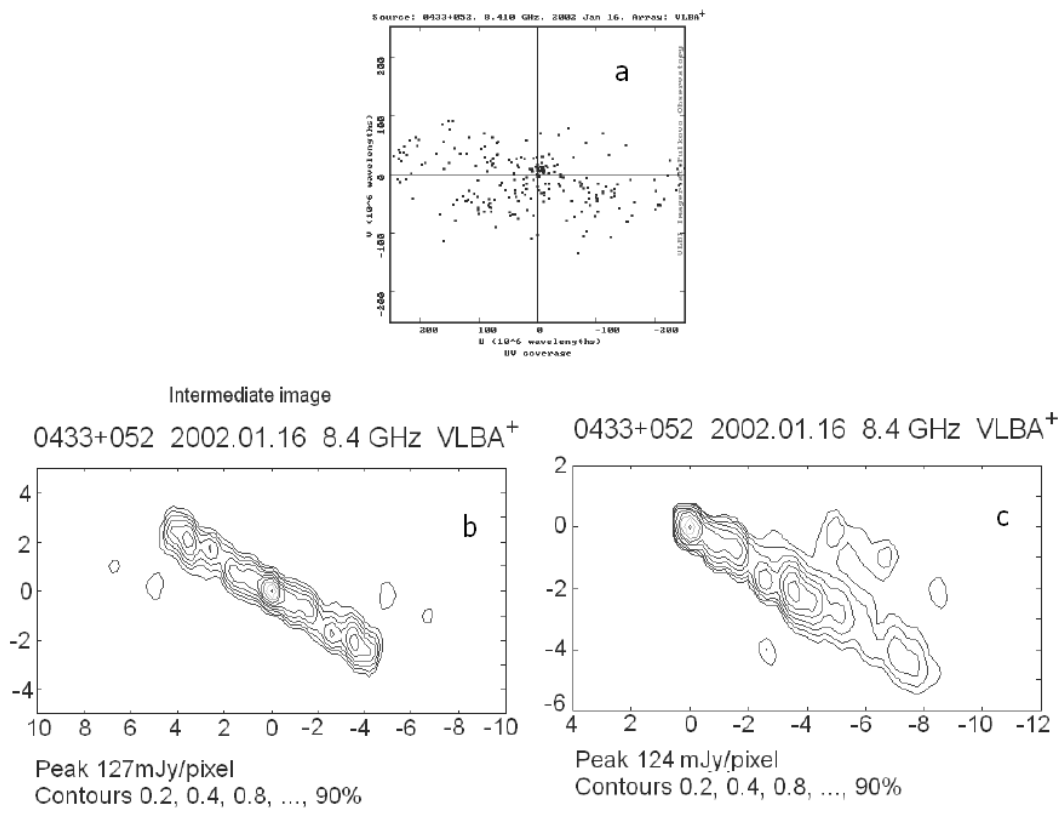 Source: 0433+052, 8.410 GHz, 2002 Jan 16, Array: VLBA+
a
200
100
0
-100
-200
V (10^6 wavelengths)
VLBI Imager Pulkovo Observatory
200 100 0 -100 -200
U (10^6 wavelengths)
UV coverage
Intermediate image
0433+052 2002.01.16 8.4 GHz VLBA+
b
4
2
0
-2
-4
10 8 6 4 2 0 -2 -4 -6 -8 -10
Peak 127mJy/pixel
Contours 0.2, 0.4, 0.8, ..., 90%
0433+052 2002.01.16 8.4 GHz VLBA+
c
2
0
-2
-4
-6
4 2 0 -2 -4 -6 -8 -10 -12
Peak 124 mJy/pixel
Contours 0.2, 0.4, 0.8, ..., 90%